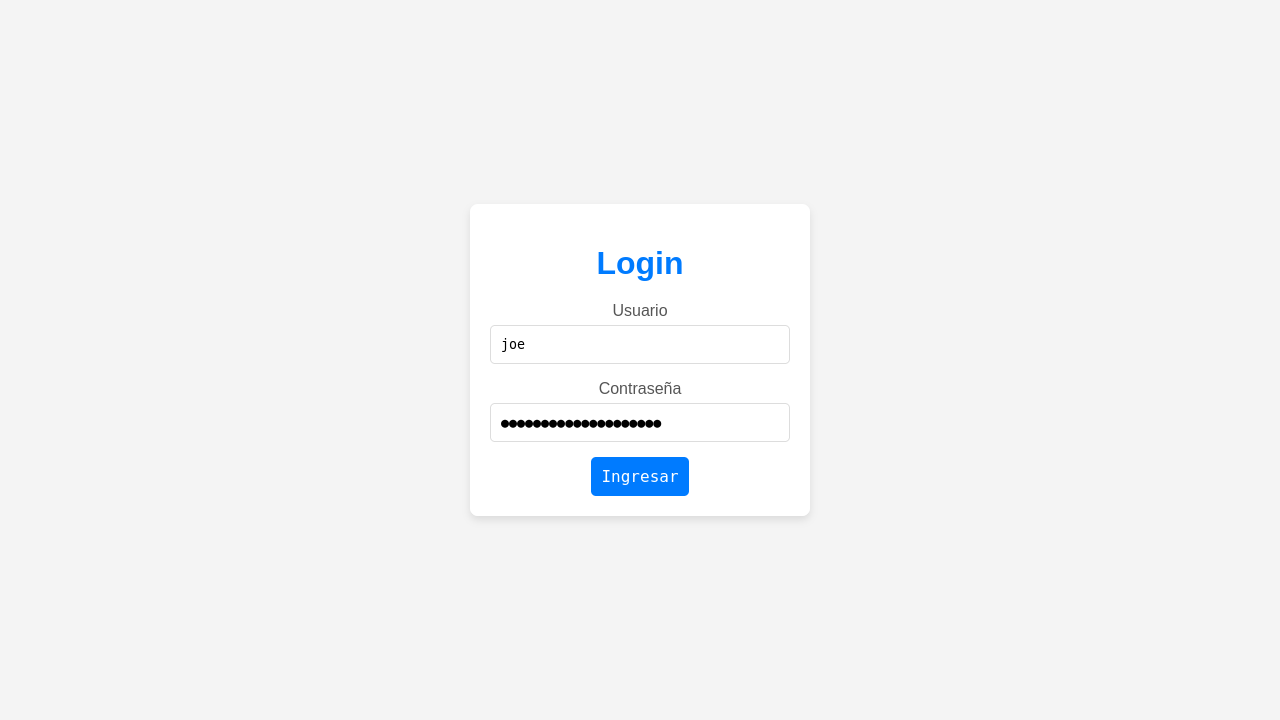 Login
Usuario
joe
Contraseña
●●●●●●●●●●●●●●●●●●●●
Ingresar